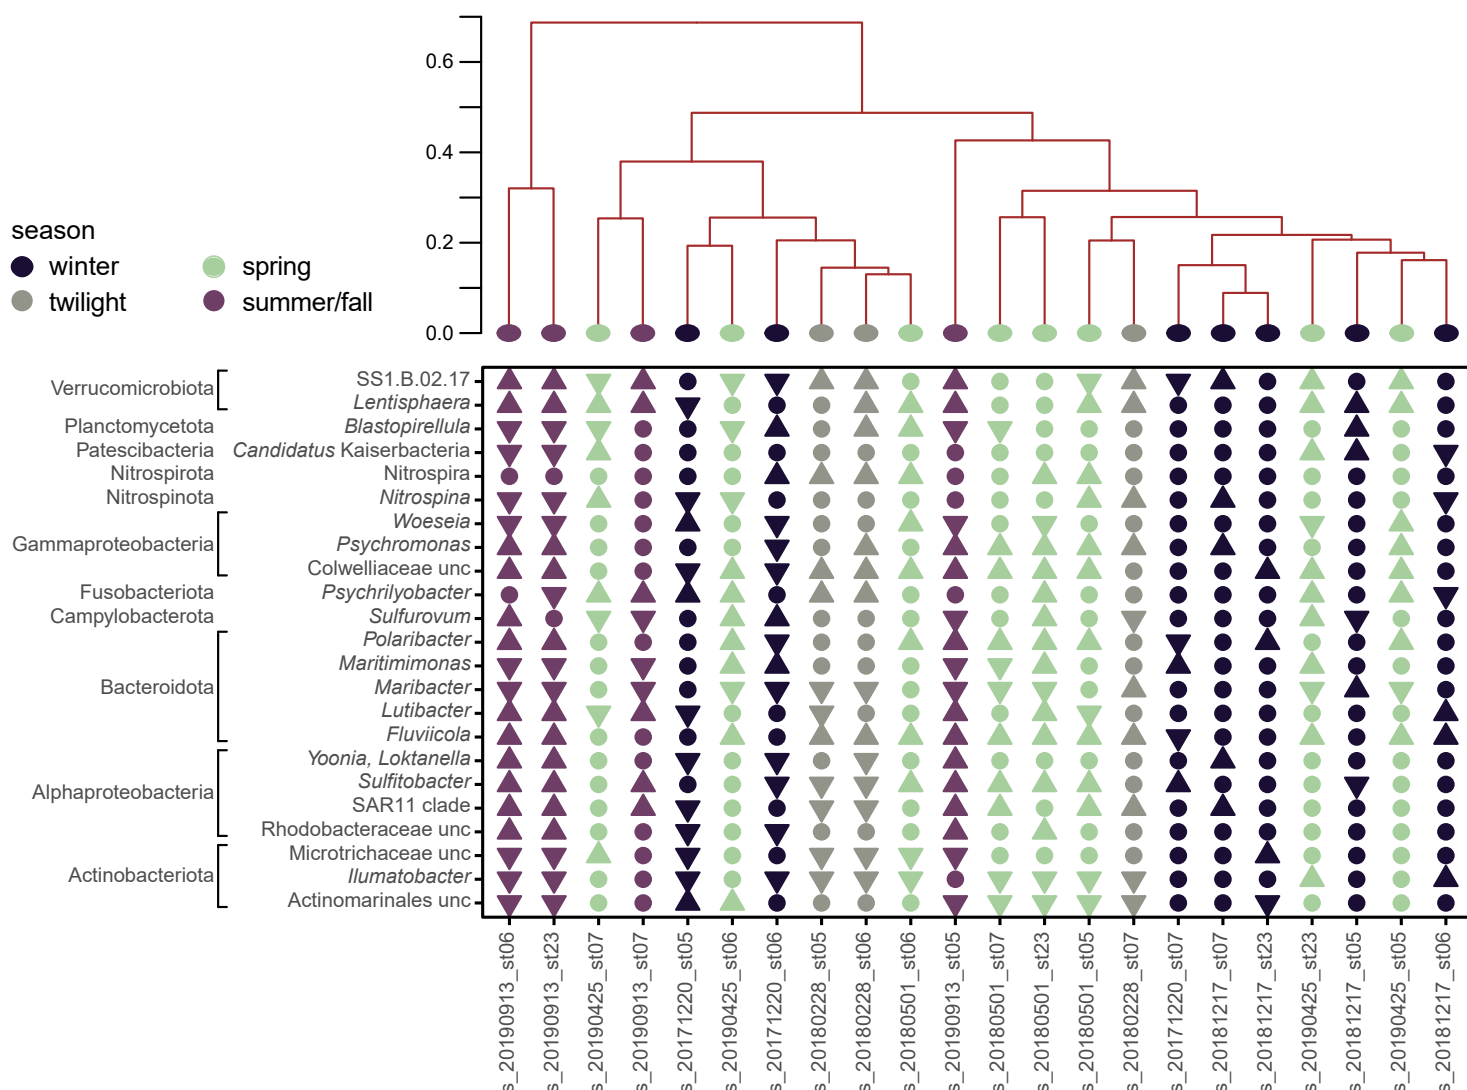 0.6
0.4
0.2
0.0
season
winter
spring
twilight
summer/fall
Verrucomicrobiota
SS1.B.02.17
Lentisphaera
Planctomycetota
Blastopirellula
Patescibacteria
Candidatus Kaiserbacteria
Nitrospirota
Nitrospira
Nitrospinota
Nitrospina
Woeseia
Gammaproteobacteria
Psychromonas
Colwelliaceae unc
Fusobacteriota
Psychrilyobacter
Campylobacterota
Sulfurovum
Polaribacter
Maritimimonas
Bacteroidota
Maribacter
Lutibacter
Fluviicola
Yoonia, Loktanella
Sulfitobacter
Alphaproteobacteria
SAR11 clade
Rhodobacteraceae unc
Microtrichaceae unc
Actinobacteriota
Ilumatobacter
Actinomarinales unc
s_20190913_st06
s_20190913_st23
s_20190425_st07
s_20190913_st07
s_20171220_st05
s_20190425_st06
s_20171220_st06
s_20180228_st05
s_20180228_st06
s_20180501_st06
s_20190913_st05
s_20180501_st07
s_20180501_st23
s_20180501_st05
s_20180228_st07
s_20171220_st07
s_20181217_st07
s_20181217_st23
s_20190425_st23
s_20181217_st05
s_20190425_st05
s_20181217_st06